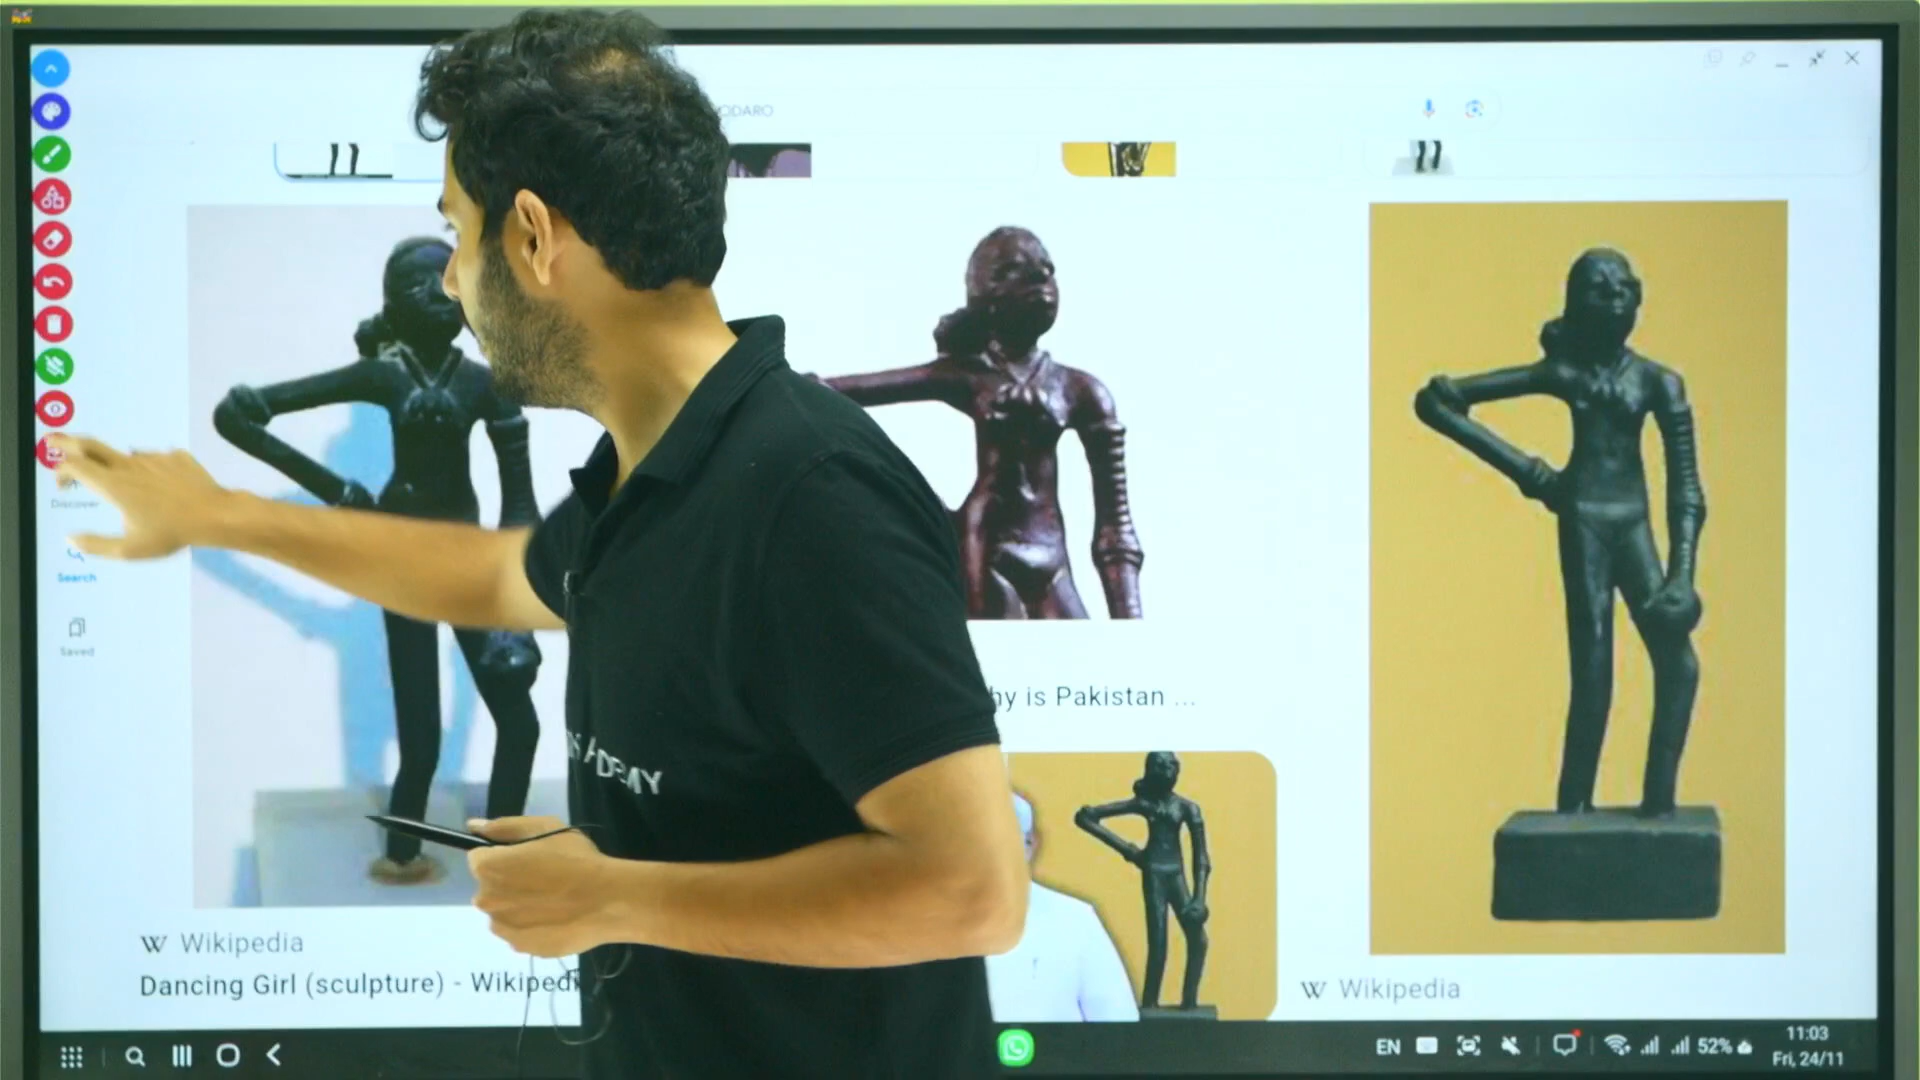 ODARO
Discover
Search
Saved
hy is Pakistan ...
ADEMY
W Wikipedia
Dancing Girl (sculpture) - Wikipedi
W Wikipedia
EN
52%
11:03
Fri, 24/11